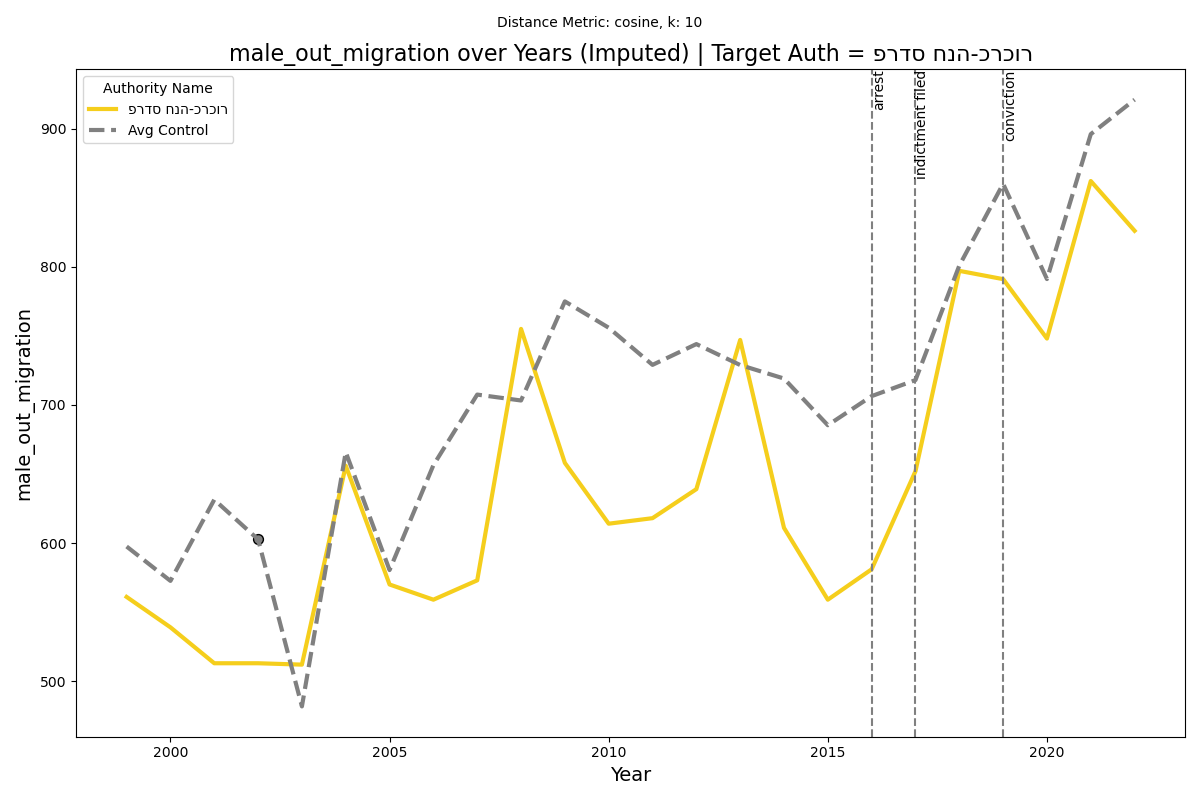 Distance Metric: cosine, k: 10
male_out_migration over Years (Imputed) | Target Auth = פרדס חנה-כרכור
Authority Name
פרדס חנה-כרכור
Avg Control
arrest
indictment filed
conviction
900
800
700
600
500
male_out_migration
2000
2005
2010
2015
2020
Year